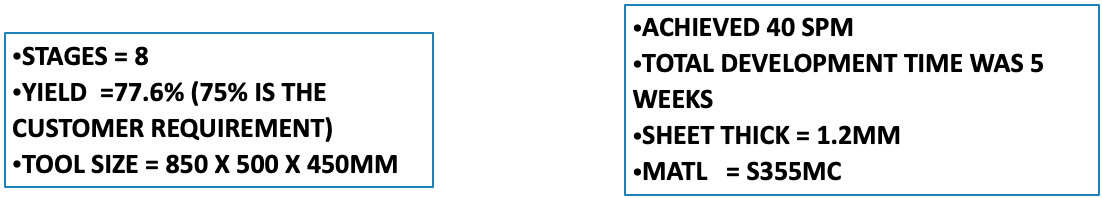 •STAGES = 8
•YIELD  =77.6% (75% IS THE
CUSTOMER REQUIREMENT)
•TOOL SIZE = 850 X 500 X 450MM
•ACHIEVED 40 SPM
•TOTAL DEVELOPMENT TIME WAS 5
WEEKS
•SHEET THICK = 1.2MM
•MATL   = S355MC